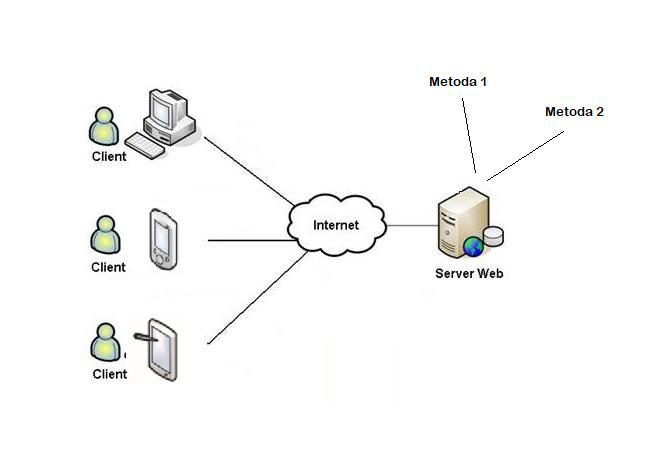 Metoda 1
Metoda 2
Client
Internet
Client
Server Web
Client